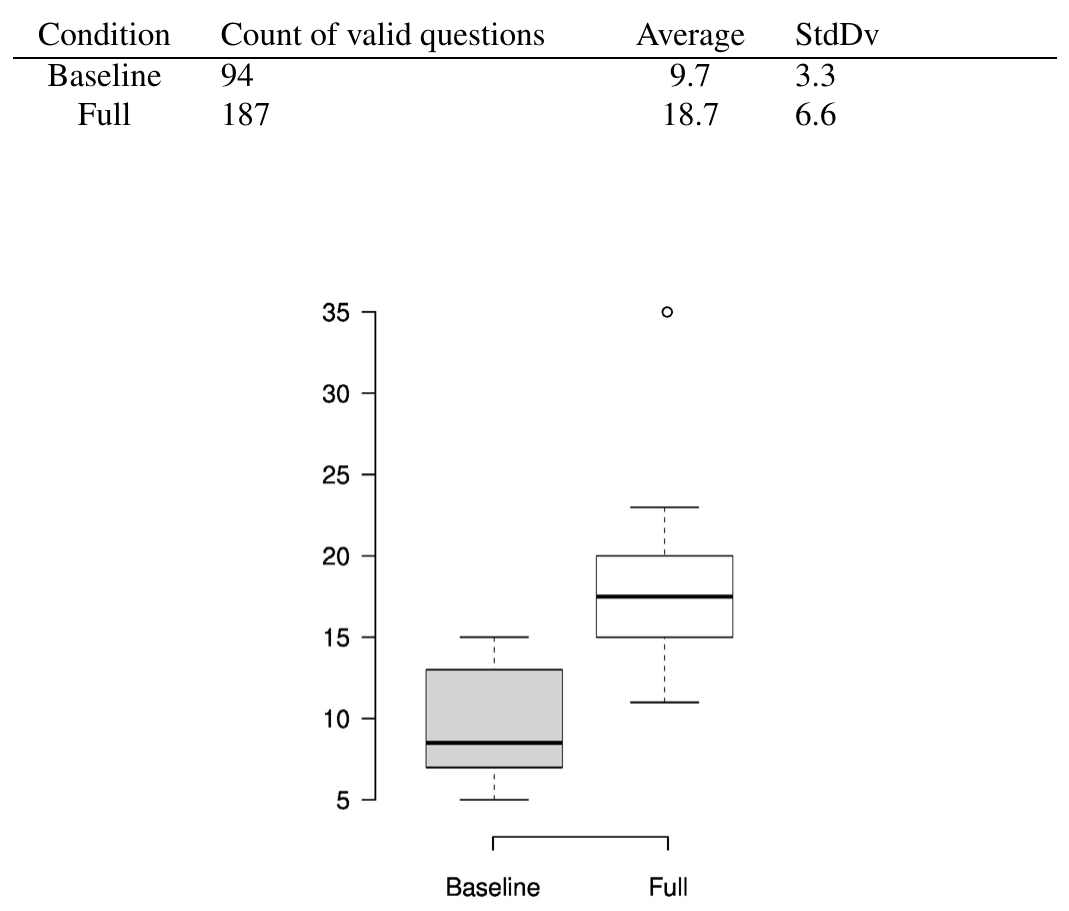 Condition Count of valid questions Average StdDv
Baseline 94 9.7 3.3
Full 187 18.7 6.6
35
30
25
20
15
10
5
Baseline Full